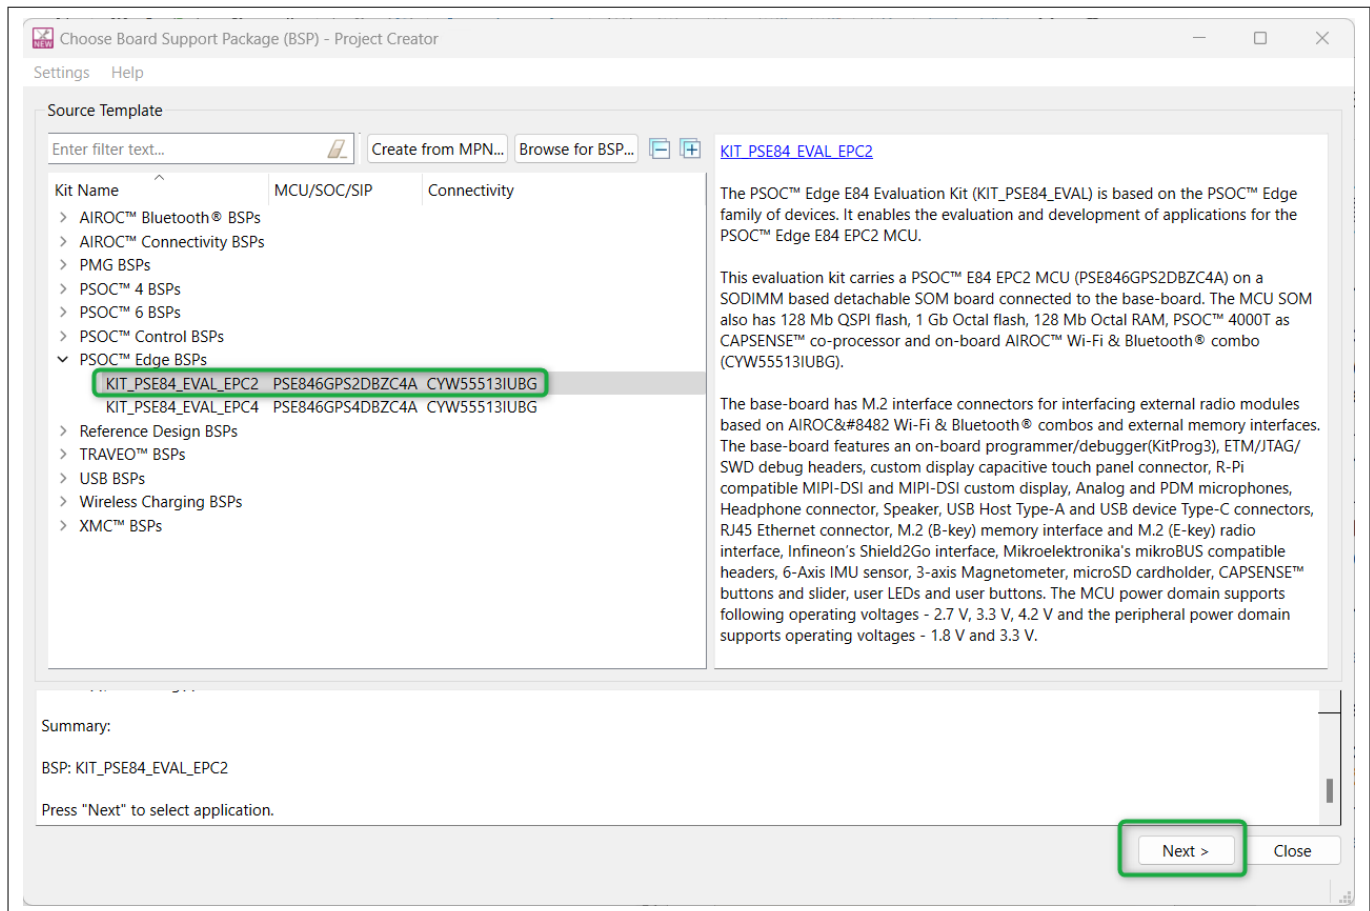 NEW
Choose Board Support Package (BSP) - Project Creator
Settings Help
Source Template
Enter filter text...
Create from MPN...
Browse for BSP...
Kit Name MCU/SOC/SIP Connectivity
AIROC™ Bluetooth® BSPs
AIROC™ Connectivity BSPs
PMG BSPs
PSOC™ 4 BSPs
PSOC™ 6 BSPs
PSOC™ Control BSPs
PSOC™ Edge BSPs
KIT_PSE84_EVAL_EPC2 PSE846GPS2DBZC4A CYW55513IUBG
KIT_PSE84_EVAL_EPC4 PSE846GPS4DBZC4A CYW55513IUBG
Reference Design BSPs
TRAVEO™ BSPs
USB BSPs
Wireless Charging BSPs
XMC™ BSPs
KIT_PSE84_EVAL_EPC2
The PSOC™ Edge E84 Evaluation Kit (KIT_PSE84_EVAL) is based on the PSOC™ Edge
family of devices. It enables the evaluation and development of applications for the
PSOC™ Edge E84 EPC2 MCU.
This evaluation kit carries a PSOC™ E84 EPC2 MCU (PSE846GPS2DBZC4A) on a
SODIMM based detachable SOM board connected to the base-board. The MCU SOM
also has 128 Mb QSPI flash, 1 Gb Octal flash, 128 Mb Octal RAM, PSOC™ 4000T as
CAPSENSE™ co-processor and on-board AIROC™ Wi-Fi & Bluetooth® combo
(CYW55513IUBG).
The base-board has M.2 interface connectors for interfacing external radio modules
based on AIROC&#8482 Wi-Fi & Bluetooth® combos and external memory interfaces.
The base-board features an on-board programmer/debugger(KitProg3), ETM/JTAG/
SWD debug headers, custom display capacitive touch panel connector, R-Pi
compatible MIPI-DSI and MIPI-DSI custom display, Analog and PDM microphones,
Headphone connector, Speaker, USB Host Type-A and USB device Type-C connectors,
RJ45 Ethernet connector, M.2 (B-key) memory interface and M.2 (E-key) radio
interface, Infineon's Shield2Go interface, Mikroelektronika's mikroBUS compatible
headers, 6-Axis IMU sensor, 3-axis Magnetometer, microSD cardholder, CAPSENSE™
buttons and slider, user LEDs and user buttons. The MCU power domain supports
following operating voltages - 2.7 V, 3.3 V, 4.2 V and the peripheral power domain
supports operating voltages - 1.8 V and 3.3 V.
Summary:
BSP: KIT_PSE84_EVAL_EPC2
Press "Next" to select application.
Next >
Close